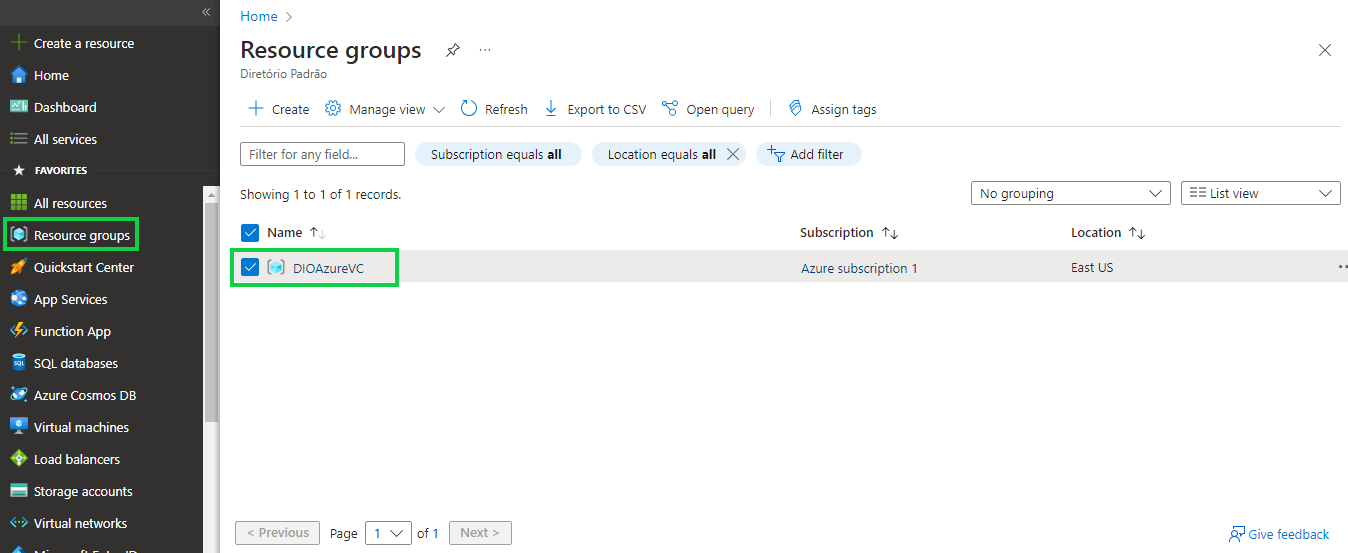 «
Create a resource
Home
Dashboard
All services
FAVORITES
All resources
Resource groups
Quickstart Center
App Services
Function App
SQL databases
Azure Cosmos DB
Virtual machines
Load balancers
Storage accounts
Virtual networks
Home >
Resource groups ...
Diretório Padrão
Create Manage view Refresh Export to CSV Open query Assign tags
Filter for any field... Subscription equals all Location equals all Add filter
Showing 1 to 1 of 1 records. No grouping List view
Name ↑↓ Subscription ↑↓ Location ↑↓
DIOAzureVC Azure subscription 1 East US
< Previous Page 1 of 1 Next > Give feedback